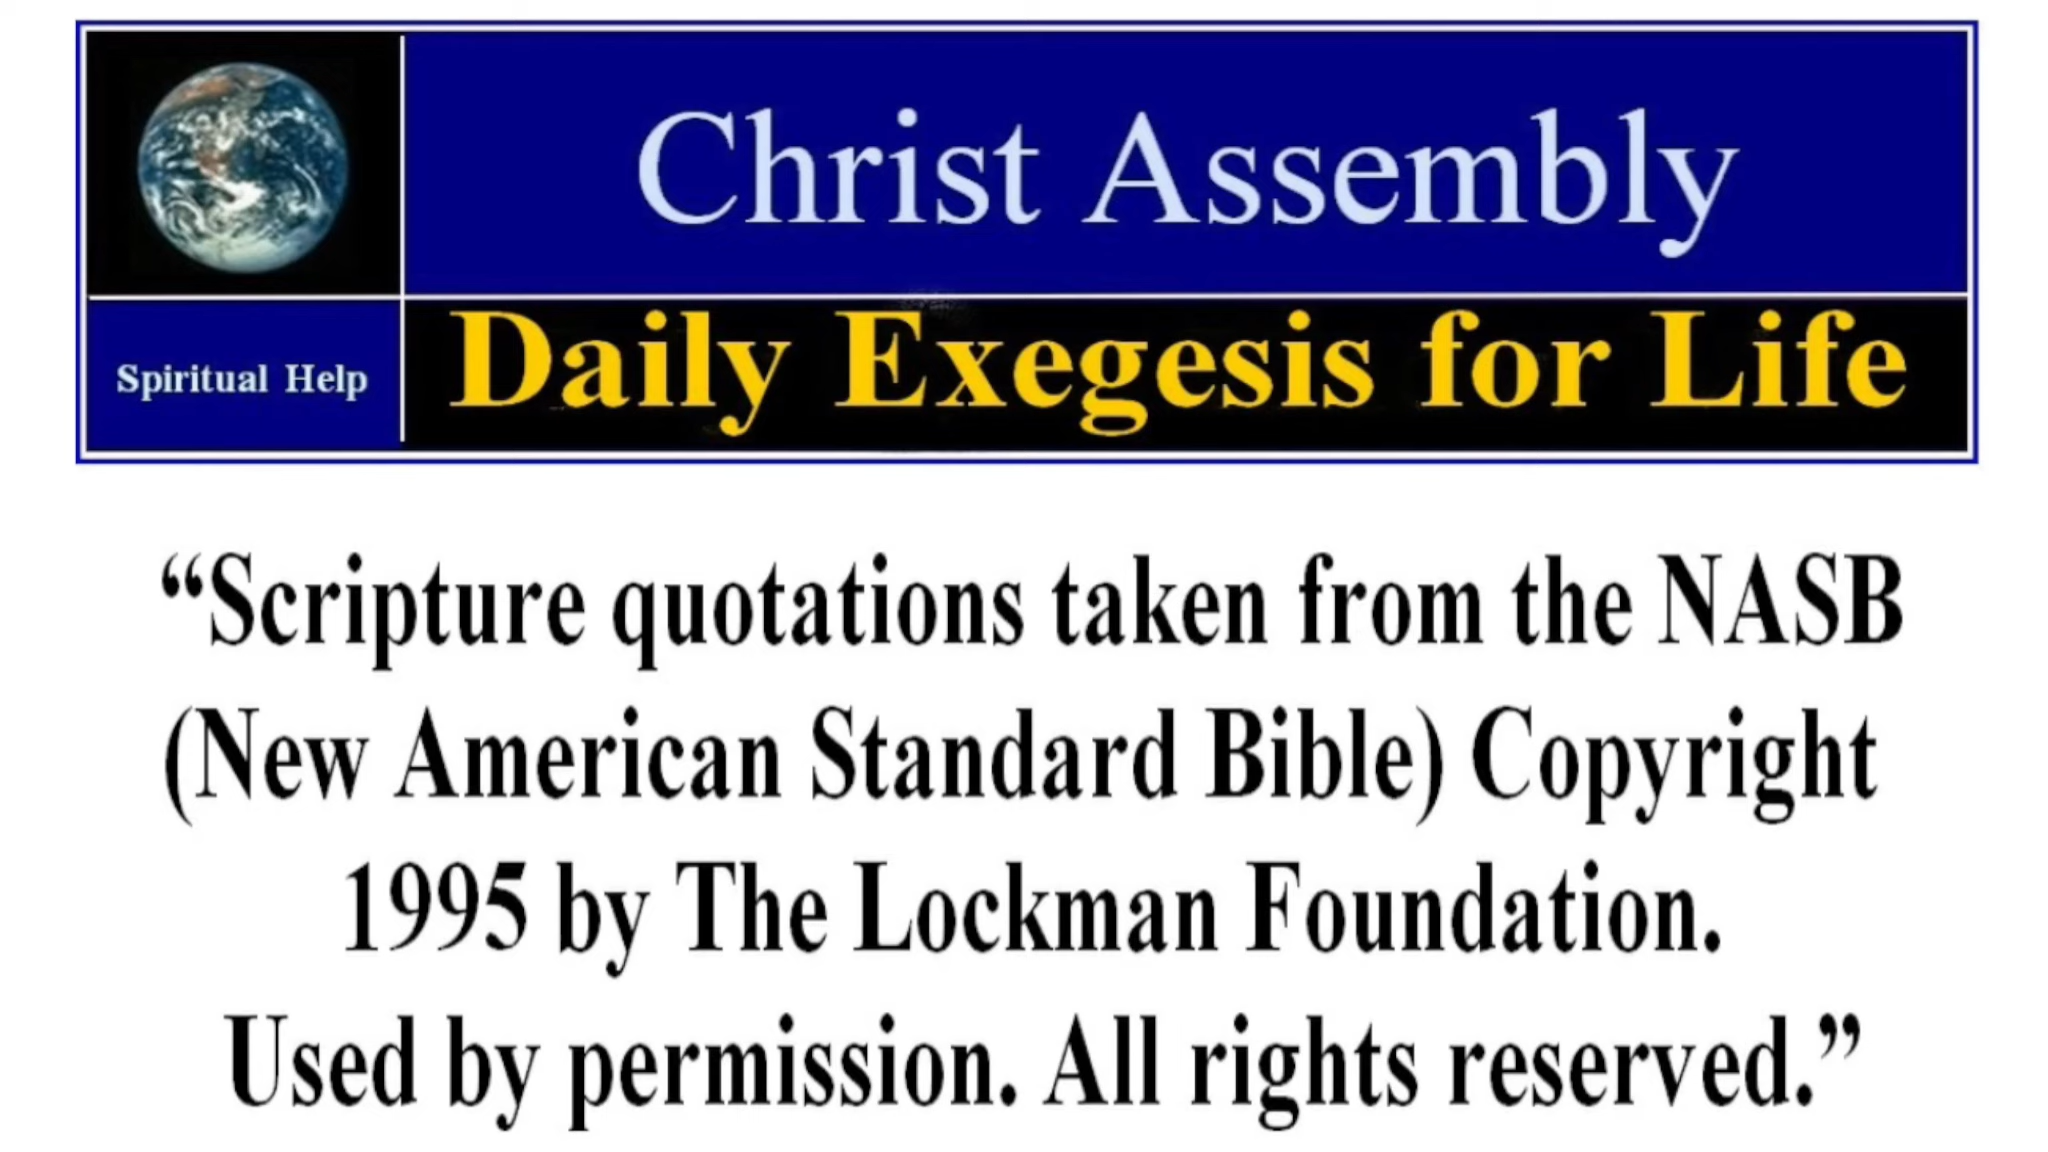 Christ Assembly
Spiritual Help
Daily Exegesis for Life
“Scripture quotations taken from the NASB
(New American Standard Bible) Copyright
1995 by The Lockman Foundation.
Used by permission. All rights reserved.”